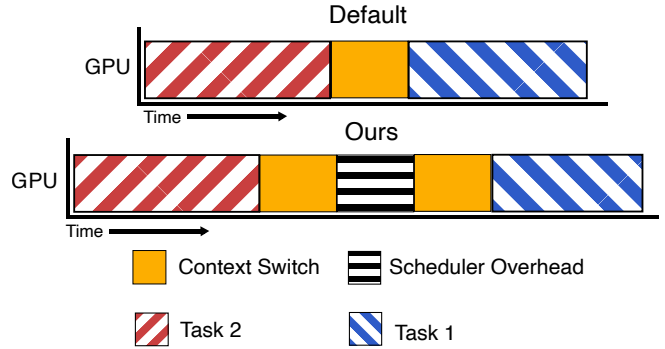 Default
GPU
Time
Ours
GPU
Time
Context Switch
Scheduler Overhead
Task 2
Task 1